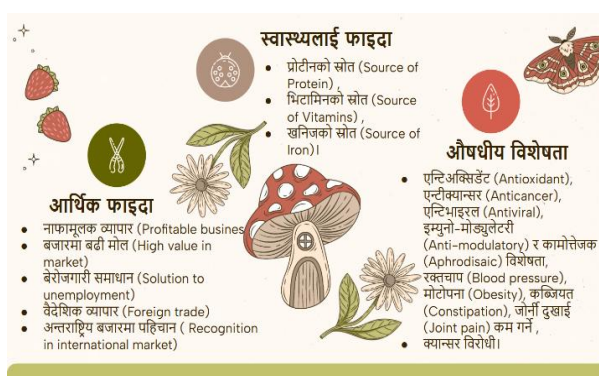 स्वास्थ्यलाई फाइदा
• प्रोटीनको स्रोत (Source of
Protein) ,
• भिटामिनको स्रोत (Source
of Vitamins) ,
• खनिजको स्रोत (Source of
Iron)।
आर्थिक फाइदा
• नाफामूलक व्यापार (Profitable busines
• बजारमा बढी मोल (High value in
market)
• बेरोजगारी समाधान (Solution to
unemployment)
• वैदेशिक व्यापार (Foreign trade)
• अन्तराष्ट्रिय बजारमा पहिचान ( Recognition
in international market)
औषधीय विशेषता
• एन्टिअक्सिडेंट (Antioxidant),
एन्टीक्यान्सर (Anticancer),
एन्टिभाइरल (Antiviral),
इम्युनो-मोड्युलेटरी
(Anti-modulatory) र कामोत्तेजक
(Aphrodisaic) विशेषता,
रक्तचाप (Blood pressure),
मोटोपना (Obesity), कब्जियत
(Constipation), जोर्नी दुखाई
(Joint pain) कम गर्ने ,
• क्यान्सर विरोधी।